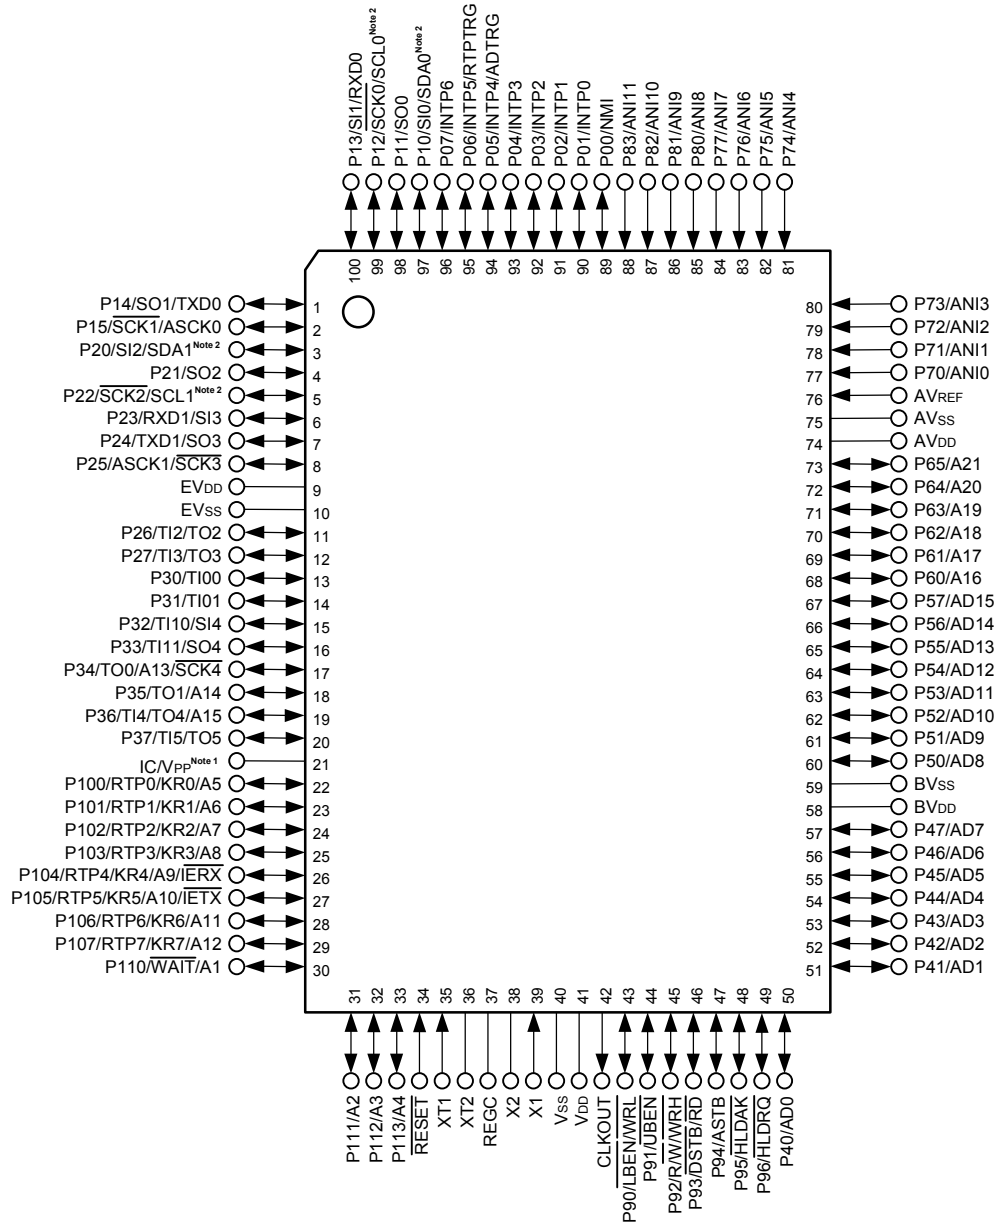 P13/SI1/RXD0
P12/SCK0/SCL0Note 2
P11/SO0
P10/SI0/SDA0Note 2
P07/INTP6
P06/INTP5/RTPTRG
P05/INTP4/ADTRG
P04/INTP3
P03/INTP2
P02/INTP1
P01/INTP0
P00/NMI
P83/ANI11
P82/ANI10
P81/ANI9
P80/ANI8
P77/ANI7
P76/ANI6
P75/ANI5
P74/ANI4
100 99 98 97 96 95 94 93 92 91 90 89 88 87 86 85 84 83 82 81
P14/SO1/TXD0 1
P15/SCK1/ASCK0 2
P20/SI2/SDA1Note 2 3
P21/SO2 4
P22/SCK2/SCL1Note 2 5
P23/RXD1/SI3 6
P24/TXD1/SO3 7
P25/ASCK1/SCK3 8
EVDD 9
EVSS 10
P26/TI2/TO2 11
P27/TI3/TO3 12
P30/TI00 13
P31/TI01 14
P32/TI10/SI4 15
P33/TI11/SO4 16
P34/TO0/A13/SCK4 17
P35/TO1/A14 18
P36/TI4/TO4/A15 19
P37/TI5/TO5 20
IC/VPPNote 1 21
P100/RTP0/KR0/A5 22
P101/RTP1/KR1/A6 23
P102/RTP2/KR2/A7 24
P103/RTP3/KR3/A8 25
P104/RTP4/KR4/A9/IERX 26
P105/RTP5/KR5/A10/IETX 27
P106/RTP6/KR6/A11 28
P107/RTP7/KR7/A12 29
P110/WAIT/A1 30
80 P73/ANI3
79 P72/ANI2
78 P71/ANI1
77 P70/ANI0
76 AVREF
75 AVSS
74 AVDD
73 P65/A21
72 P64/A20
71 P63/A19
70 P62/A18
69 P61/A17
68 P60/A16
67 P57/AD15
66 P56/AD14
65 P55/AD13
64 P54/AD12
63 P53/AD11
62 P52/AD10
61 P51/AD9
60 P50/AD8
59 BVSS
58 BVDD
57 P47/AD7
56 P46/AD6
55 P45/AD5
54 P44/AD4
53 P43/AD3
52 P42/AD2
51 P41/AD1
31 32 33 34 35 36 37 38 39 40 41 42 43 44 45 46 47 48 49 50
P111/A2
P112/A3
P113/A4
RESET
XT1
XT2
REGC
X2
X1
VSS
VDD
CLKOUT
P90/LBEN/WRL
P91/UBEN
P92/R/W/WRH
P93/DSTB/RD
P94/ASTB
P95/HLDAK
P96/HLDRQ
P40/AD0